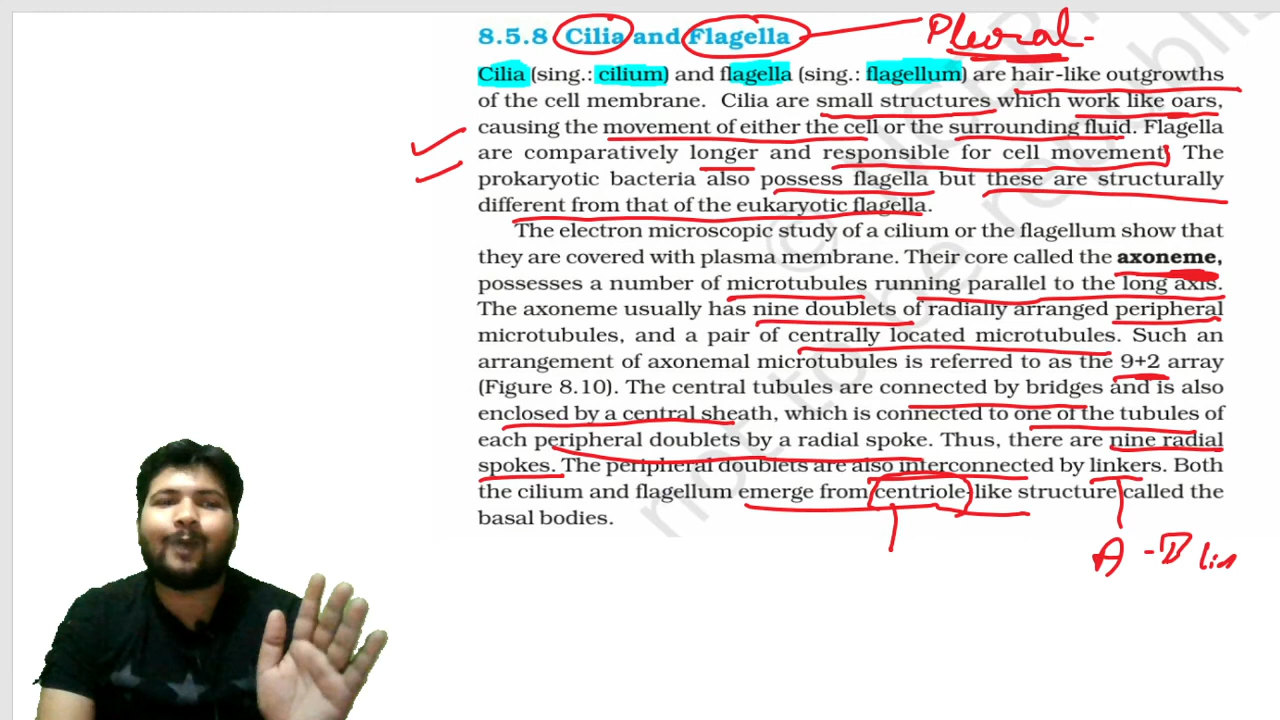 8.5.8 Cilia and Flagella
Pleural-
Cilia (sing.: cilium) and flagella (sing.: flagellum) are hair-like outgrowths
of the cell membrane. Cilia are small structures which work like oars,
causing the movement of either the cell or the surrounding fluid. Flagella
are comparatively longer and responsible for cell movement. The
prokaryotic bacteria also possess flagella but these are structurally
different from that of the eukaryotic flagella.
The electron microscopic study of a cilium or the flagellum show that
they are covered with plasma membrane. Their core called the axoneme,
possesses a number of microtubules running parallel to the long axis.
The axoneme usually has nine doublets of radially arranged peripheral
microtubules, and a pair of centrally located microtubules. Such an
arrangement of axonemal microtubules is referred to as the 9+2 array
(Figure 8.10). The central tubules are connected by bridges and is also
enclosed by a central sheath, which is connected to one of the tubules of
each peripheral doublets by a radial spoke. Thus, there are nine radial
spokes. The peripheral doublets are also interconnected by linkers. Both
the cilium and flagellum emerge from centriole-like structure called the
basal bodies.
A-B lin
not to be republis